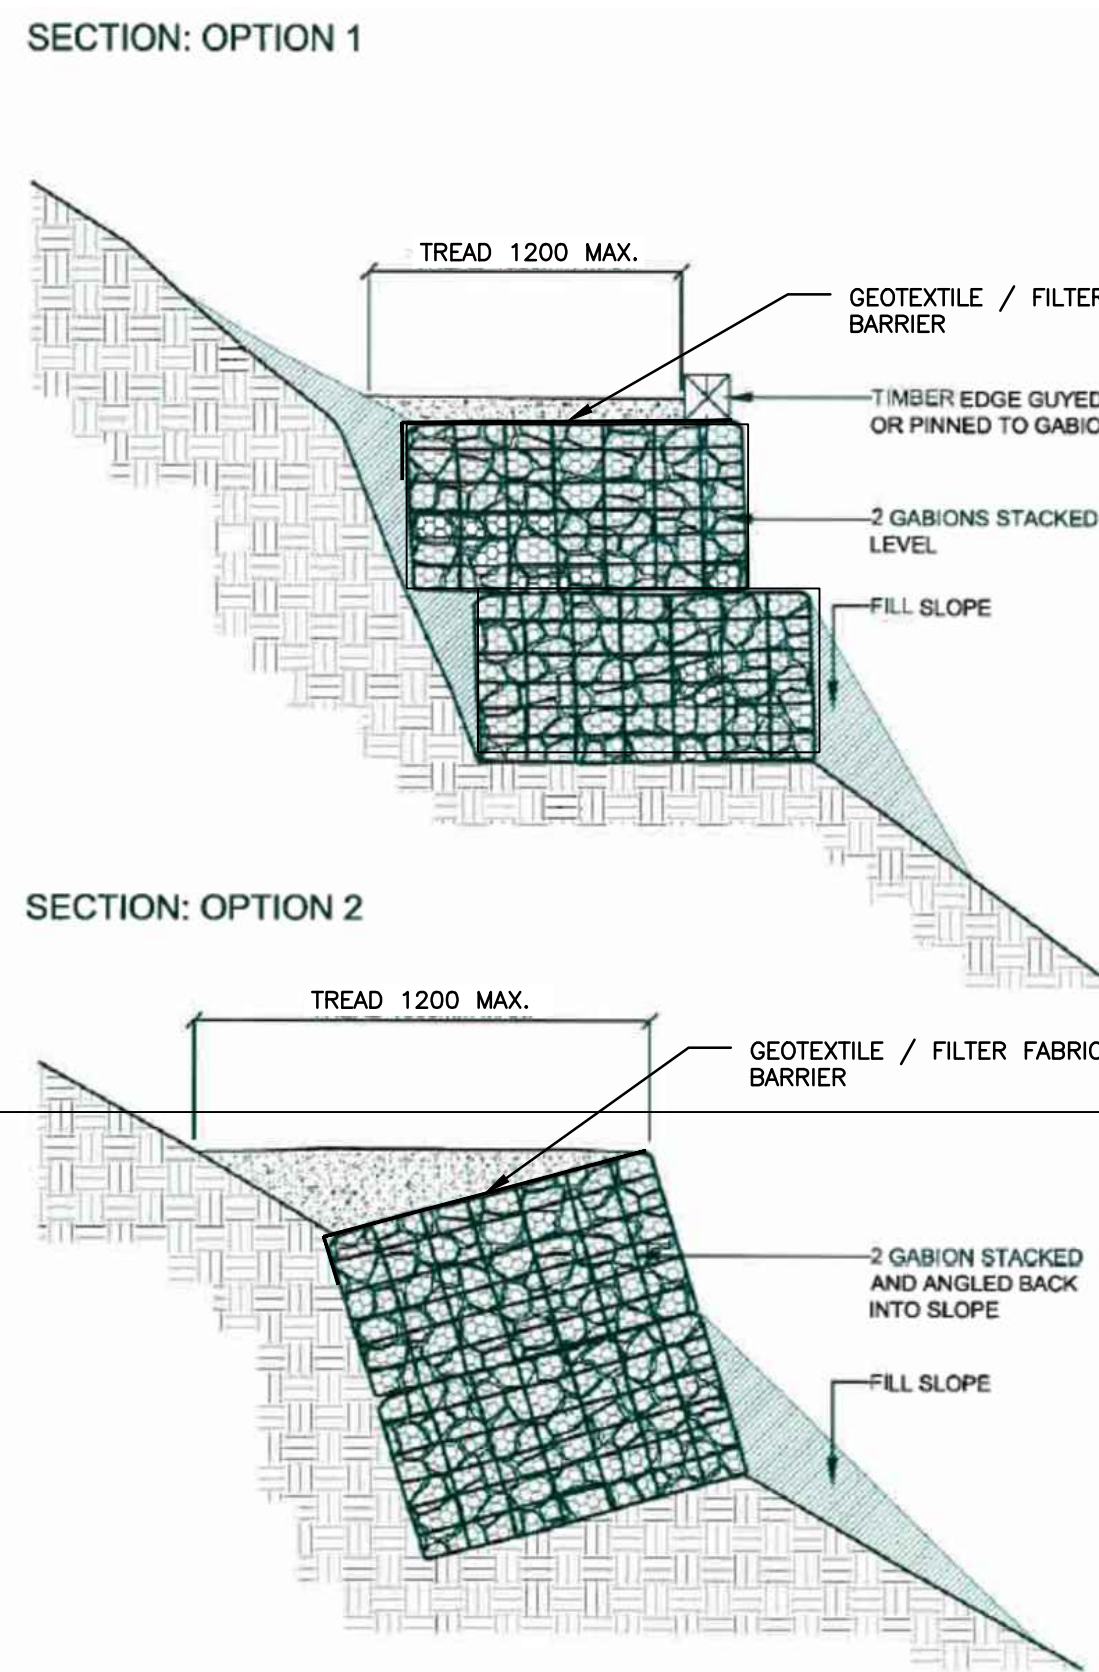 SECTION: OPTION 1
TREAD 1200 MAX.
GEOTEXTILE / FILTER
BARRIER
TIMBER EDGE GUYED
OR PINNED TO GABIO
2 GABIONS STACKED
LEVEL
FILL SLOPE
SECTION: OPTION 2
TREAD 1200 MAX.
GEOTEXTILE / FILTER FABRIC
BARRIER
2 GABION STACKED
AND ANGLED BACK
INTO SLOPE
FILL SLOPE